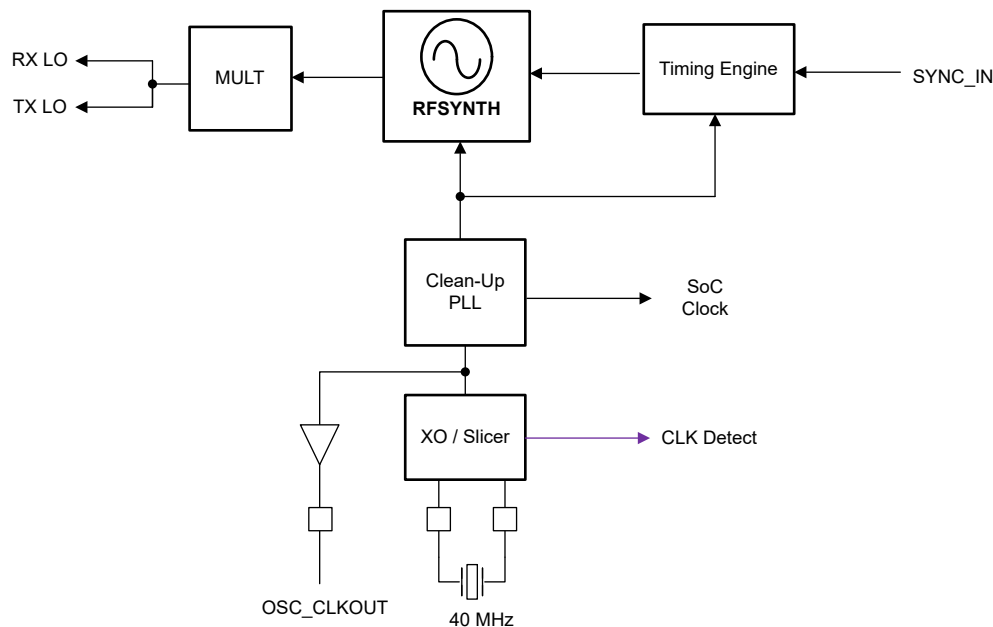 RX LO
TX LO
MULT
RFSYNTH
Timing Engine
SYNC_IN
Clean-Up
PLL
SoC
Clock
XO / Slicer
CLK Detect
OSC_CLKOUT
40 MHz